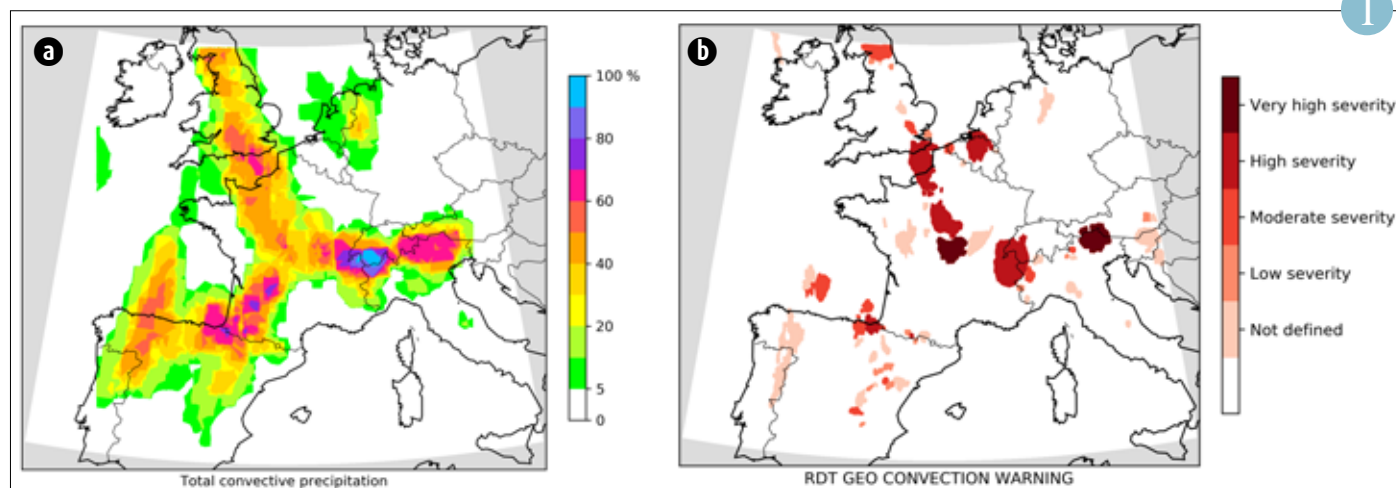 1
a
b
100 %
80
60
40
20
5
0
Very high severity
High severity
Moderate severity
Low severity
Not defined
Total convective precipitation
RDT GEO CONVECTION WARNING